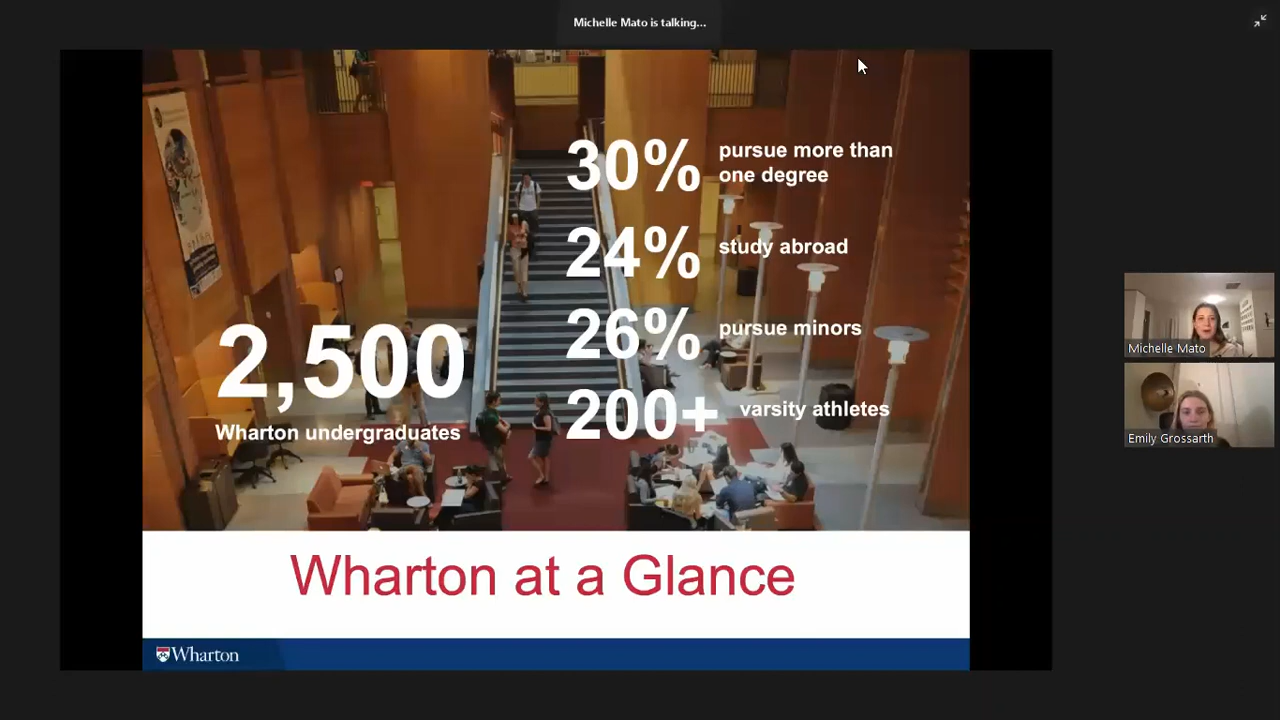 Michelle Mato is talking...
30%
pursue more than
one degree
24%
study abroad
26%
pursue minors
2,500
Wharton undergraduates
200+
varsity athletes
Wharton at a Glance
Wharton
Michelle Mato
Emily Grossarth